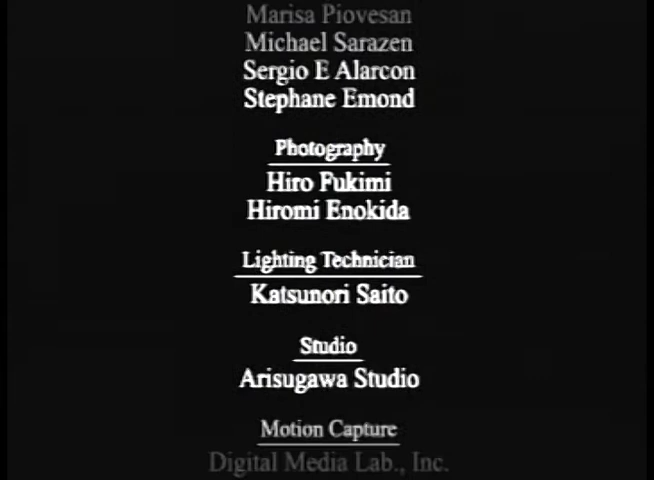 Marisa Piovesan
Michael Sarazen
Sergio E Alarcon
Stephane Emond
Photography
Hiro Fukimi
Hiromi Enokida
Lighting Technician
Katsunori Saito
Studio
Arisugawa Studio
Motion Capture
Digital Media Lab., Inc.